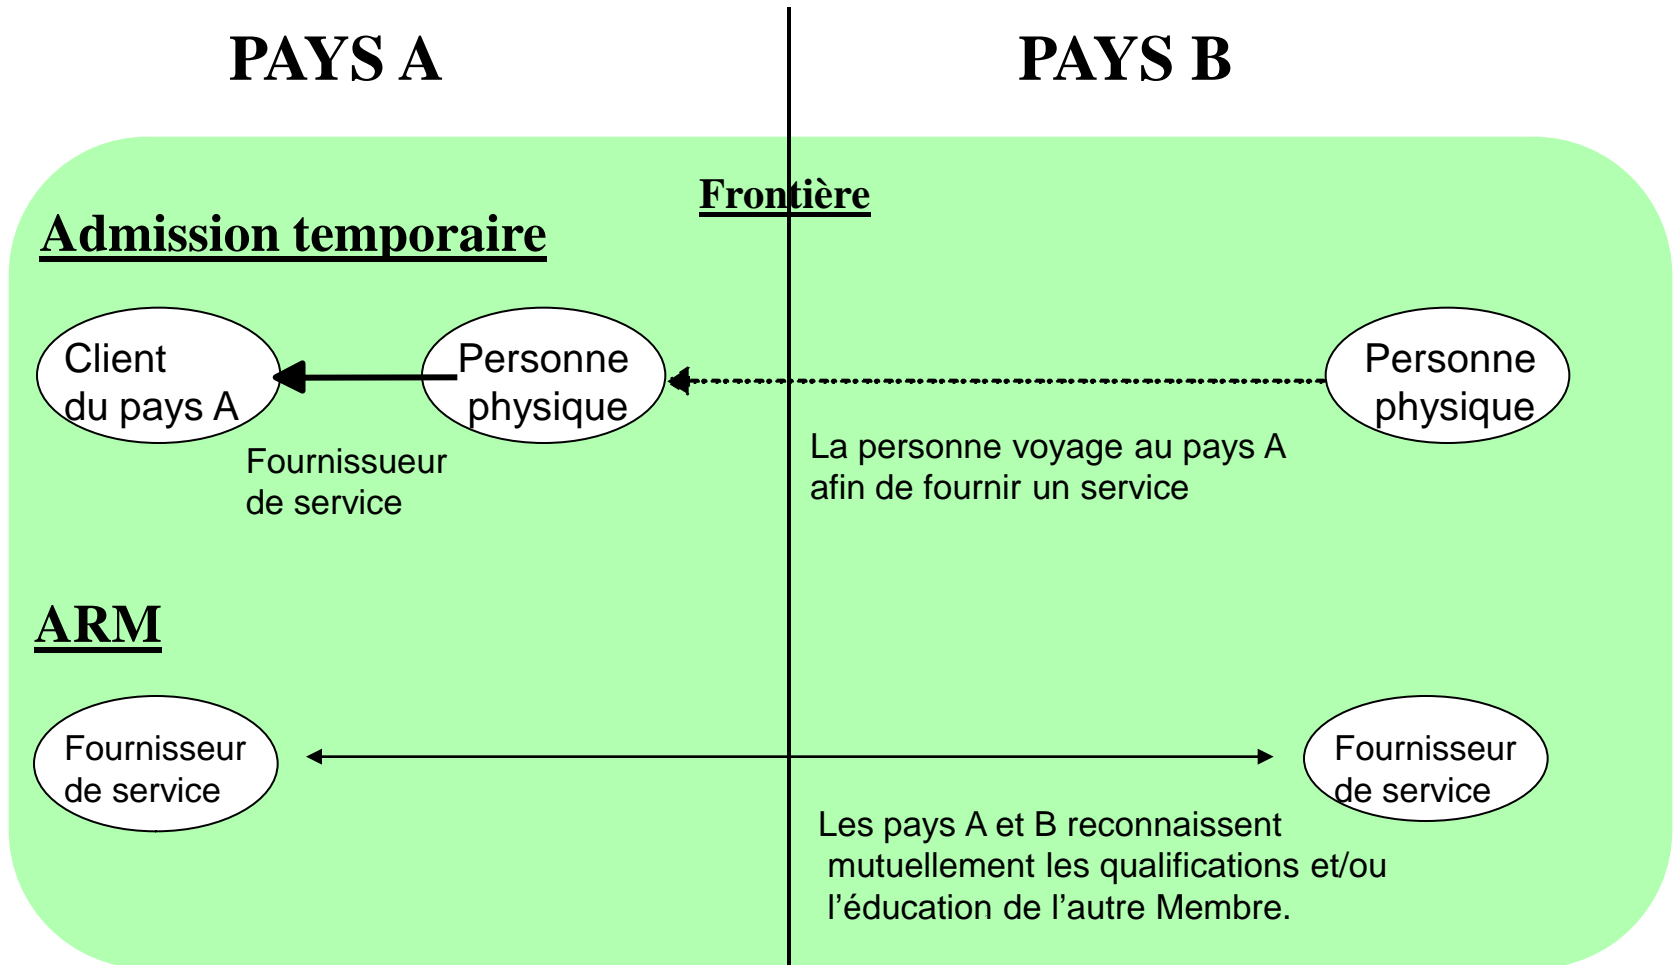 PAYS A
PAYS B
Frontière
Admission temporaire
Client
du pays A
Personne
physique
Personne
physique
Fournissueur
de service
La personne voyage au pays A
afin de fournir un service
ARM
Fournisseur
de service
Fournisseur
de service
Les pays A et B reconnaissent
mutuellement les qualifications et/ou
l'éducation de l'autre Membre.